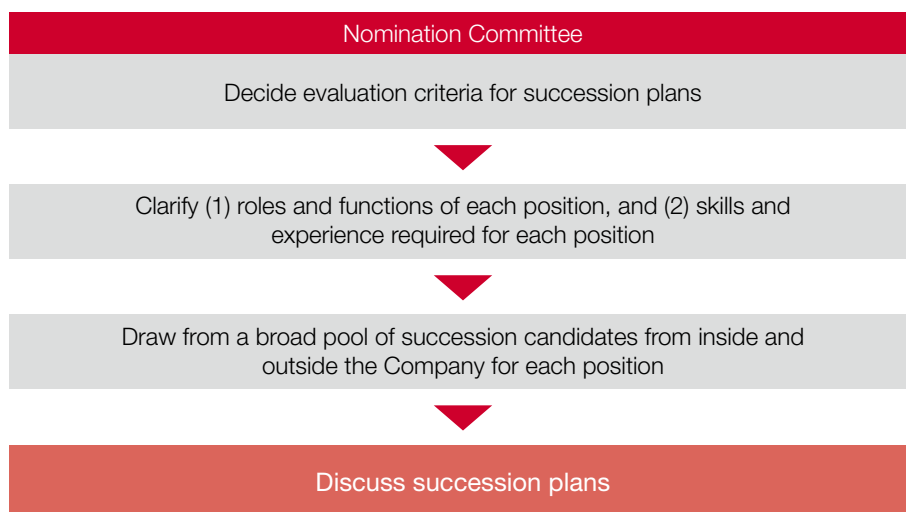 Nomination Committee
Decide evaluation criteria for succession plans
Clarify (1) roles and functions of each position, and (2) skills and
experience required for each position
Draw from a broad pool of succession candidates from inside and
outside the Company for each position
Discuss succession plans